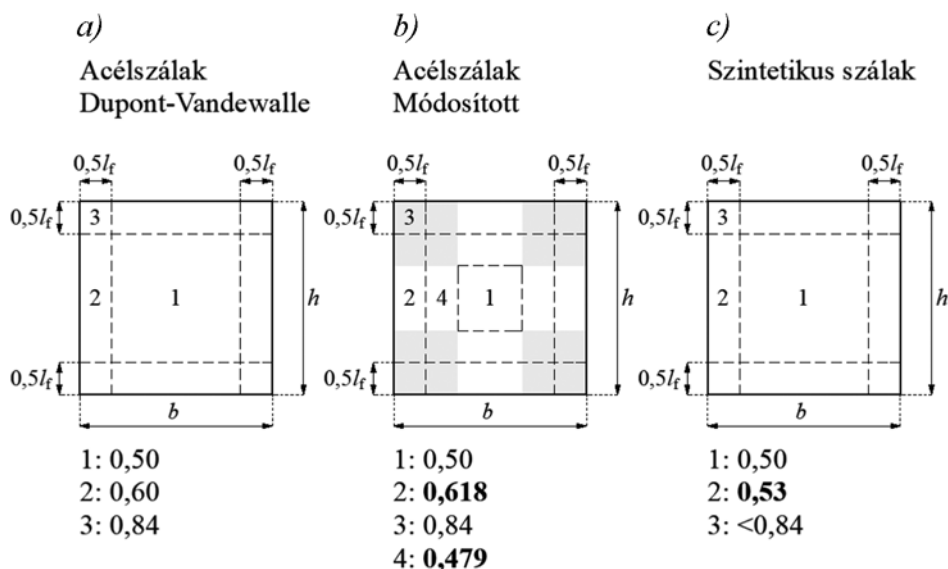 a)
Acélszálak
Dupont-Vandewalle
0,5lf
0,5lf
0,5lf
3
2
1
h
0,5lf
b
1: 0,50
2: 0,60
3: 0,84
b)
Acélszálak
Módosított
0,5lf
0,5lf
0,5lf
3
2
4
1
h
0,5lf
b
1: 0,50
2: 0,618
3: 0,84
4: 0,479
c)
Szintetikus szálak
0,5lf
0,5lf
0,5lf
3
2
1
h
0,5lf
b
1: 0,50
2: 0,53
3: <0,84